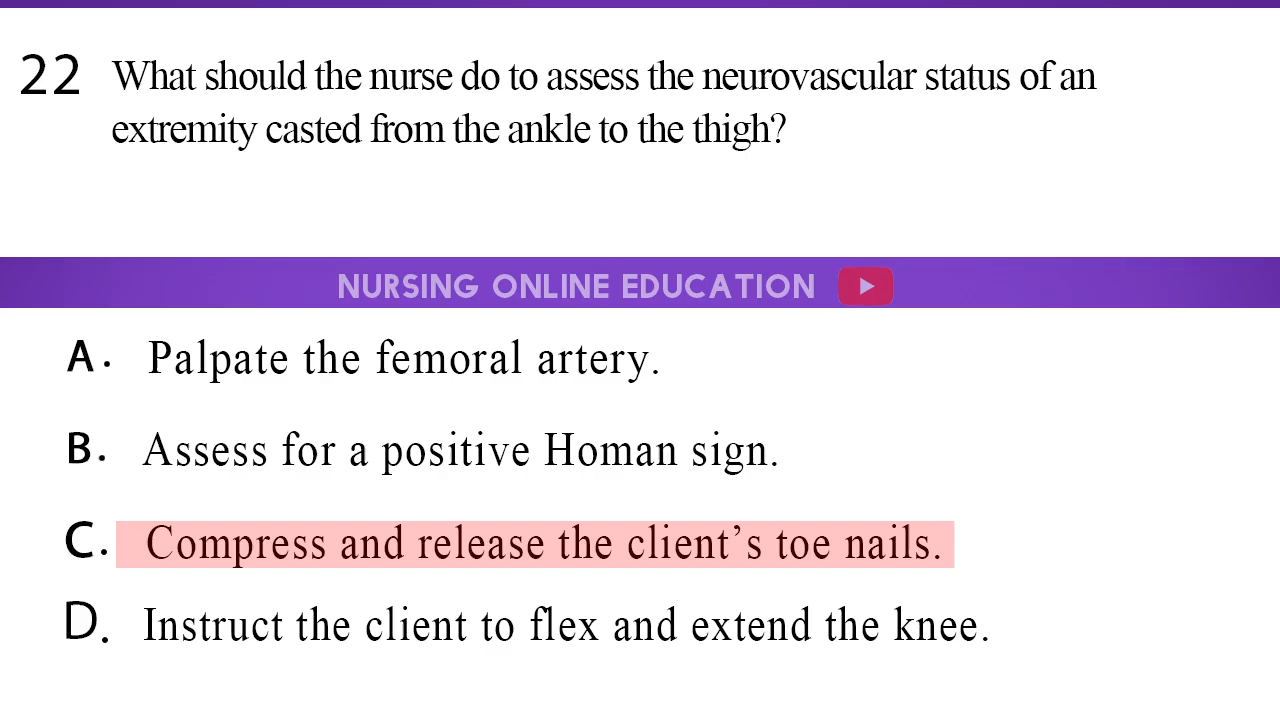 22 What should the nurse do to assess the neurovascular status of an
extremity casted from the ankle to the thigh?
NURSING ONLINE EDUCATION
A. Palpate the femoral artery.
B. Assess for a positive Homan sign.
C. Compress and release the client’s toe nails.
D. Instruct the client to flex and extend the knee.